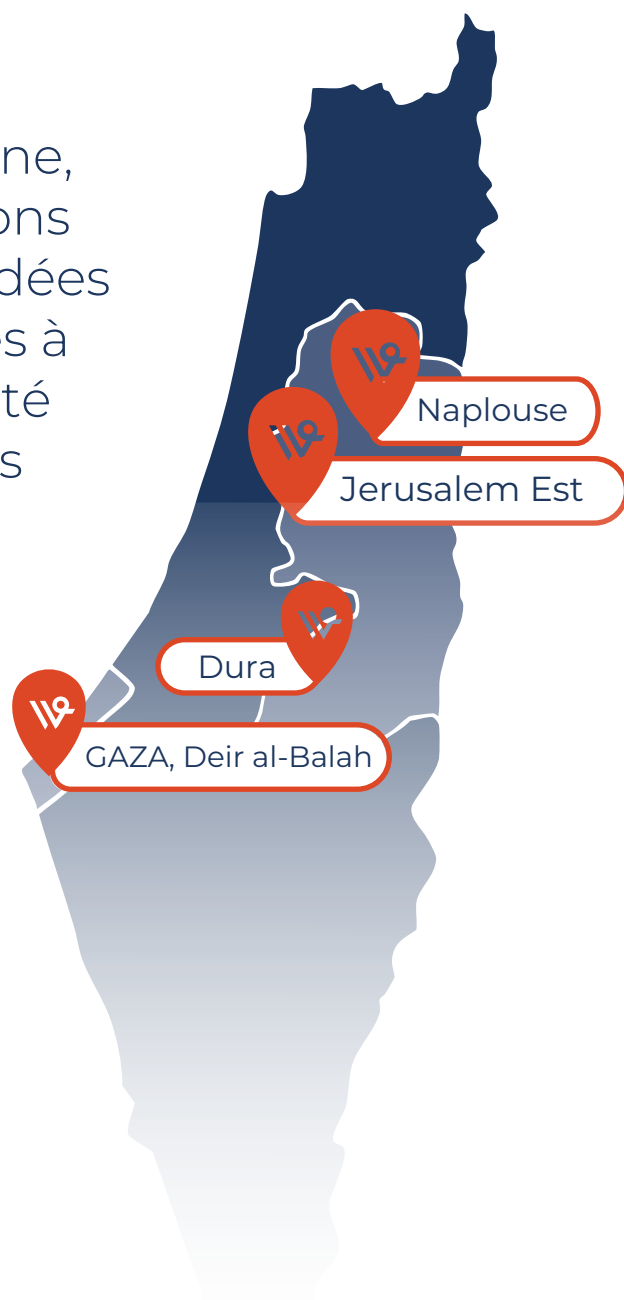 ne,
ons
dées
s à
té
s
Naplouse
Jerusalem Est
Dura
GAZA, Deir al-Balah